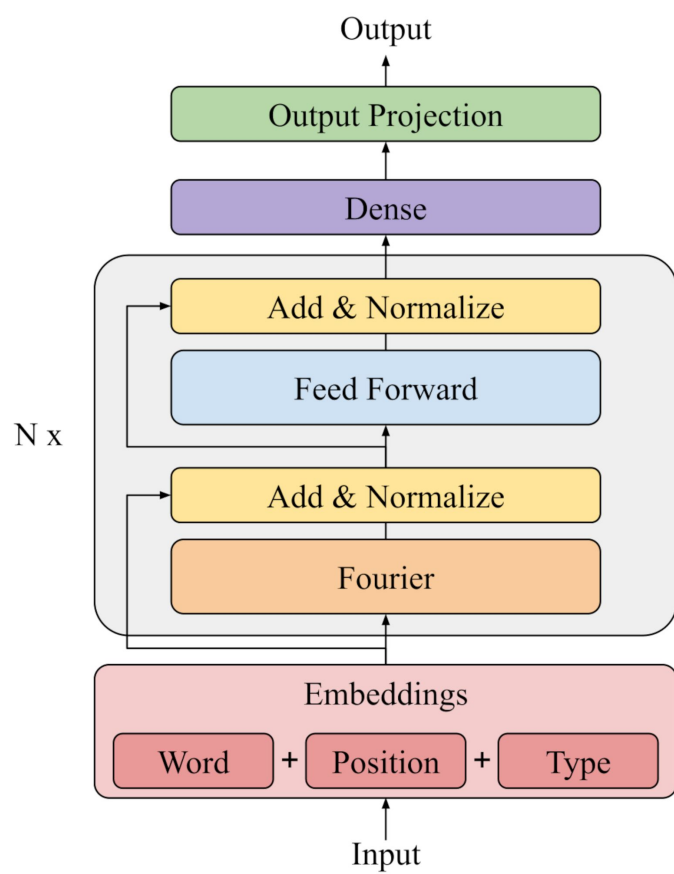 Output
Output Projection
Dense
Add & Normalize
Feed Forward
N x
Add & Normalize
Fourier
Embeddings
Word + Position + Type
Input